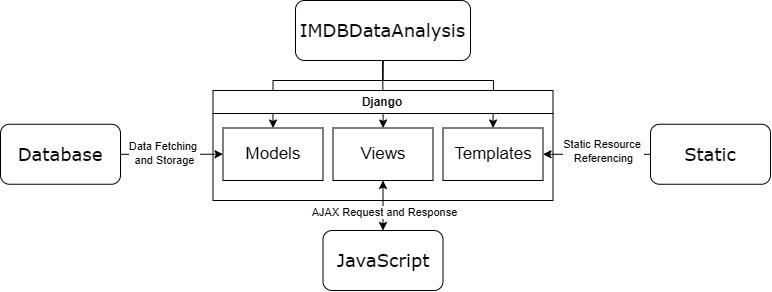 IMDBDataAnalysis
Django
Database
Data Fetching
and Storage
Models
Views
Templates
Static Resource
Referencing
Static
AJAX Request and Response
JavaScript